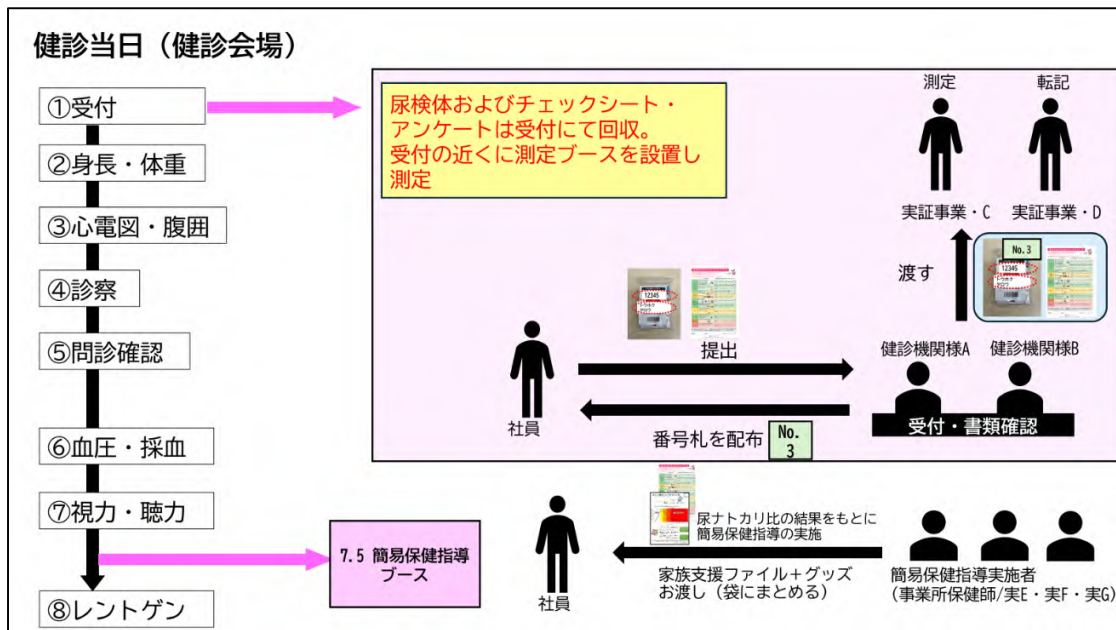 健診当日（健診会場）
①受付
②身長・体重
③心電図・腹囲
④診察
⑤問診確認
⑥血圧・採血
⑦視力・聴力
⑧レントゲン
尿検体およびチェックシート・
アンケートは受付にて回収。
受付の近くに測定ブースを設置し
測定
測定
転記
実証事業・C
実証事業・D
渡す
No.3
12345
12345
提出
健診機関様A
健診機関様B
社員
番号札を配布
No.
3
受付・書類確認
7.5 簡易保健指導
ブース
社員
尿ナトカリ比の結果をもとに
簡易保健指導の実施
家族支援ファイル＋グッズ
お渡し（袋にまとめる）
簡易保健指導実施者
(事業所保健師/実E・実F・実G)